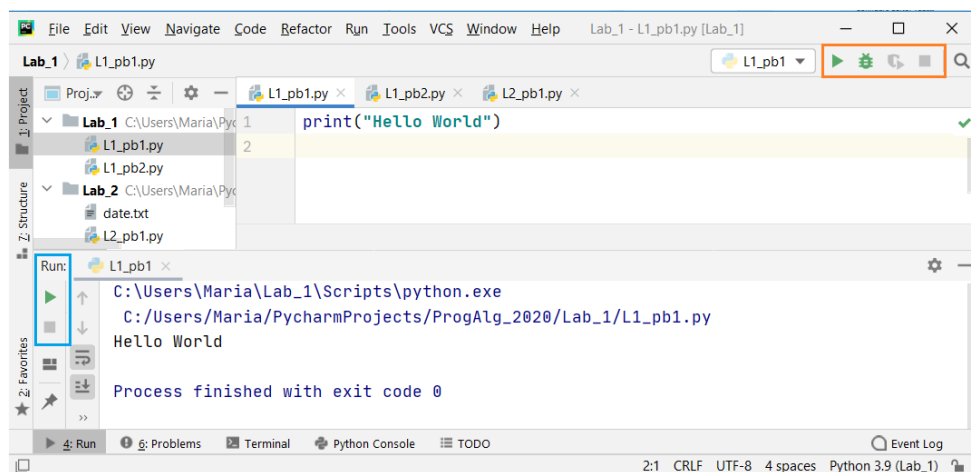 PC File Edit View Navigate Code Refactor Run Tools VCS Window Help Lab_1 - L1_pb1.py [Lab_1]
Lab_1 L1_pb1.py L1_pb1
1: Project Proj.. L1_pb1.py L1_pb2.py L2_pb1.py
Lab_1 C:\Users\Maria\Pyc 1 print("Hello World")
L1_pb1.py 2
L1_pb2.py
Lab_2 C:\Users\Maria\Pyc
date.txt
L2_pb1.py
Z: Structure
Run: L1_pb1
C:\Users\Maria\Lab_1\Scripts\python.exe
C:/Users/Maria/PycharmProjects/ProgAlg_2020/Lab_1/L1_pb1.py
Hello World
Process finished with exit code 0
2: Favorites
4: Run 6: Problems Terminal Python Console TODO Event Log
2:1 CRLF UTF-8 4 spaces Python 3.9 (Lab_1)